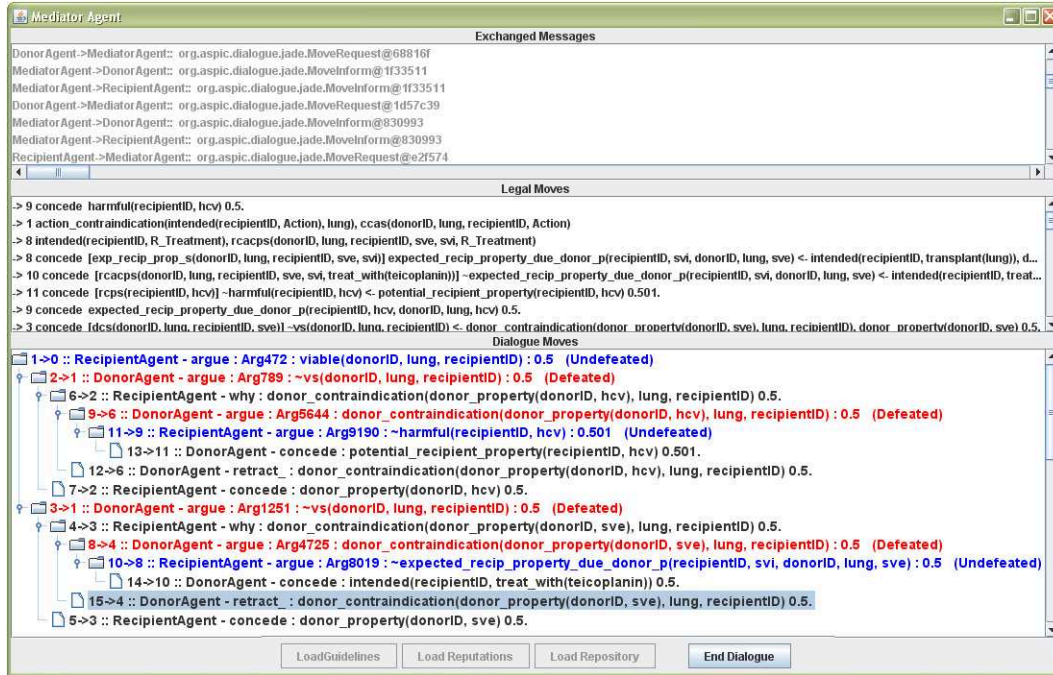 Mediator Agent
Exchanged Messages
DonorAgent->MediatorAgent:: org.aspic.dialogue.jade.MoveRequest@68816f
MediatorAgent->DonorAgent:: org.aspic.dialogue.jade.MoveInform@1f33511
MediatorAgent->RecipientAgent:: org.aspic.dialogue.jade.MoveInform@1f33511
DonorAgent->MediatorAgent:: org.aspic.dialogue.jade.MoveRequest@1d57c39
MediatorAgent->DonorAgent:: org.aspic.dialogue.jade.MoveInform@830993
MediatorAgent->RecipientAgent:: org.aspic.dialogue.jade.MoveInform@830993
RecipientAgent->MediatorAgent:: org.aspic.dialogue.jade.MoveRequest@e2f574
Legal Moves
-> 9 concede harmful(recipientID, hcv) 0.5.
-> 1 action_contraindication(intended(recipientID, Action), lung), ccas(donorID, lung, recipientID, Action)
-> 8 intended(recipientID, R_Treatment), rcacps(donorID, lung, recipientID, sve, svi, R_Treatment)
-> 8 concede [exp_recip_prop_s(donorID, lung, recipientID, sve, svi)] expected_recip_property_due_donor_p(recipientID, svi, donorID, lung, sve) <- intended(recipientID, transplant(lung)), d...
-> 10 concede [rcacps(donorID, lung, recipientID, sve, svi, treat_with(teicoplanin))] ~expected_recip_property_due_donor_p(recipientID, svi, donorID, lung, sve) <- intended(recipientID, treat...
-> 11 concede [rcps(recipientID, hcv)] ~harmful(recipientID, hcv) <- potential_recipient_property(recipientID, hcv) 0.501.
-> 9 concede expected_recip_property_due_donor_p(recipientID, hcv, donorID, lung, hcv) 0.5.
-> 3 concede [dcs(donorID, lung, recipientID, sve)] ~vs(donorID, lung, recipientID) <- donor_contraindication(donor_property(donorID, sve), lung, recipientID), donor_property(donorID, sve) 0.5.
Dialogue Moves
1->0 :: RecipientAgent - argue : Arg472 : viable(donorID, lung, recipientID) : 0.5 (Undefeated)
2->1 :: DonorAgent - argue : Arg789 : ~vs(donorID, lung, recipientID) : 0.5 (Defeated)
6->2 :: RecipientAgent - why : donor_contraindication(donor_property(donorID, hcv), lung, recipientID) 0.5.
9->6 :: DonorAgent - argue : Arg5644 : donor_contraindication(donor_property(donorID, hcv), lung, recipientID) : 0.5 (Defeated)
11->9 :: RecipientAgent - argue : Arg9190 : ~harmful(recipientID, hcv) : 0.501 (Undefeated)
13->11 :: DonorAgent - concede : potential_recipient_property(recipientID, hcv) 0.501.
12->6 :: DonorAgent - retract_ : donor_contraindication(donor_property(donorID, hcv), lung, recipientID) 0.5.
7->2 :: RecipientAgent - concede : donor_property(donorID, hcv) 0.5.
3->1 :: DonorAgent - argue : Arg1251 : ~vs(donorID, lung, recipientID) : 0.5 (Defeated)
4->3 :: RecipientAgent - why : donor_contraindication(donor_property(donorID, sve), lung, recipientID) 0.5.
8->4 :: DonorAgent - argue : Arg4725 : donor_contraindication(donor_property(donorID, sve), lung, recipientID) : 0.5 (Defeated)
10->8 :: RecipientAgent - argue : Arg8019 : ~expected_recip_property_due_donor_p(recipientID, svi, donorID, lung, sve) : 0.5 (Undefeated)
14->10 :: DonorAgent - concede : intended(recipientID, treat_with(teicoplanin)) 0.5.
15->4 :: DonorAgent - retract_ : donor_contraindication(donor_property(donorID, sve), lung, recipientID) 0.5.
5->3 :: RecipientAgent - concede : donor_property(donorID, sve) 0.5.
LoadGuidelines Load Reputations Load Repository End Dialogue